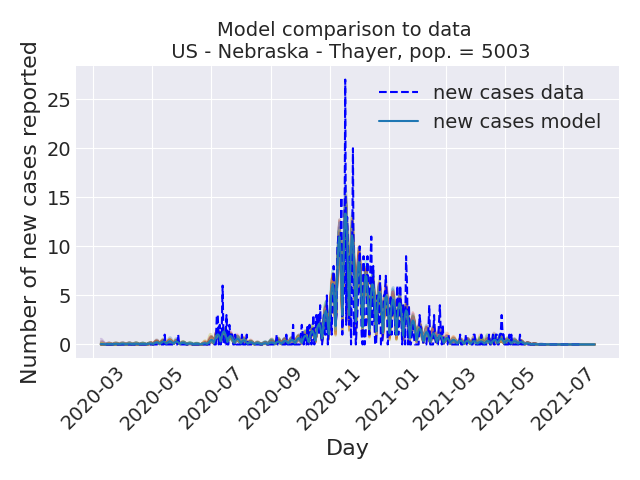 Model comparison to data
US - Nebraska - Thayer, pop. = 5003
Number of new cases reported
25
20
15
10
5
0
new cases data
new cases model
2020-03
2020-05
2020-07
2020-09
2020-11
2021-01
2021-03
2021-05
2021-07
Day